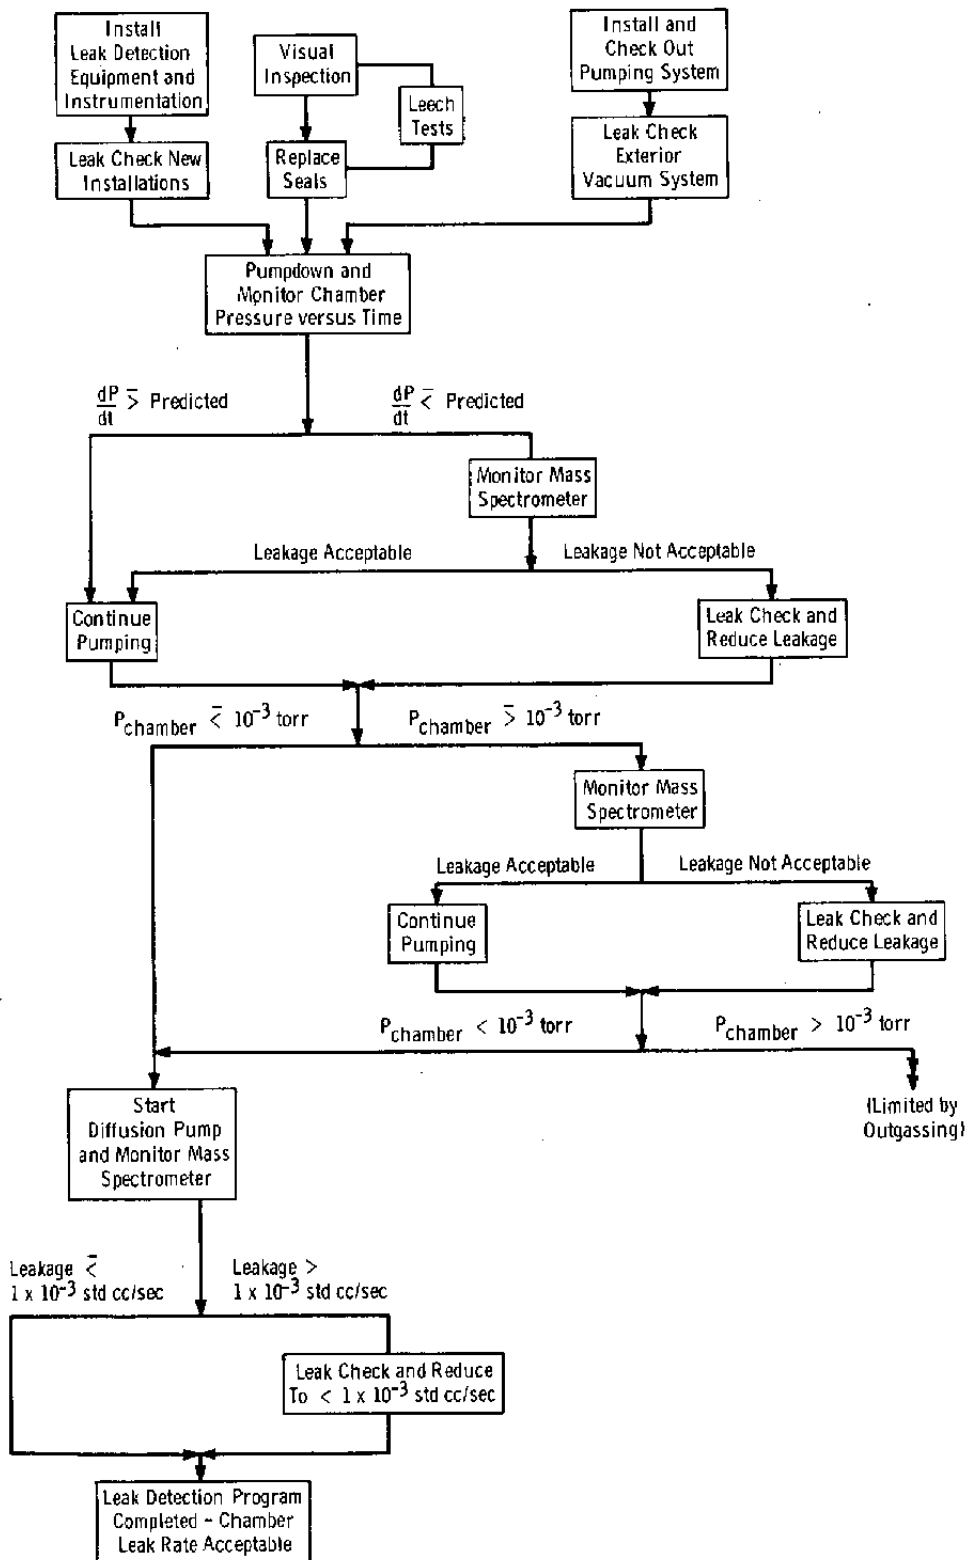 Install
Leak Detection
Equipment and
Instrumentation
Visual
Inspection
Leech
Tests
Install and
Check Out
Pumping System
Leak Check New
Installations
Replace
Seals
Leak Check
Exterior
Vacuum System
Pumpdown and
Monitor Chamber
Pressure versus Time
dP/dt >̄ Predicted
dP/dt <̄ Predicted
Monitor Mass
Spectrometer
Leakage Acceptable
Leakage Not Acceptable
Continue
Pumping
Leak Check and
Reduce Leakage
Pchamber <̄ 10⁻³ torr
Pchamber >̄ 10⁻³ torr
Monitor Mass
Spectrometer
Leakage Acceptable
Leakage Not Acceptable
Continue
Pumping
Leak Check and
Reduce Leakage
Pchamber < 10⁻³ torr
Pchamber > 10⁻³ torr
(Limited by
Outgassing)
Start
Diffusion Pump
and Monitor Mass
Spectrometer
Leakage <̄
1 x 10⁻³ std cc/sec
Leakage >
1 x 10⁻³ std cc/sec
Leak Check and Reduce
To < 1 x 10⁻³ std cc/sec
Leak Detection Program
Completed - Chamber
Leak Rate Acceptable